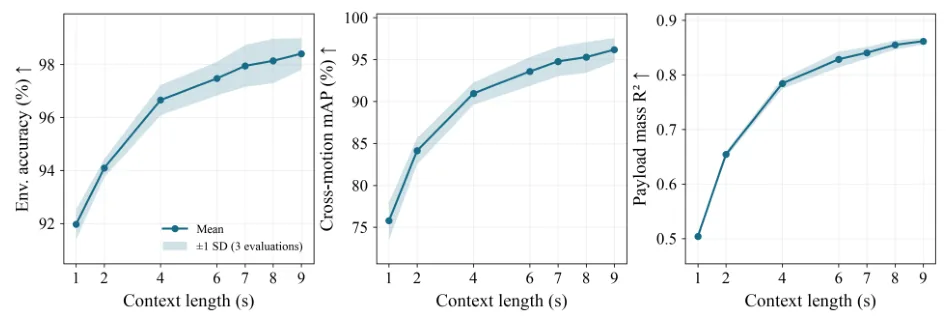 Env. accuracy (%) ↑
98
96
94
92
Mean
±1 SD (3 evaluations)
1 2 4 6 7 8 9
Context length (s)
Cross-motion mAP (%) ↑
100
95
90
85
80
75
1 2 4 6 7 8 9
Context length (s)
Payload mass R² ↑
0.9
0.8
0.7
0.6
0.5
1 2 4 6 7 8 9
Context length (s)